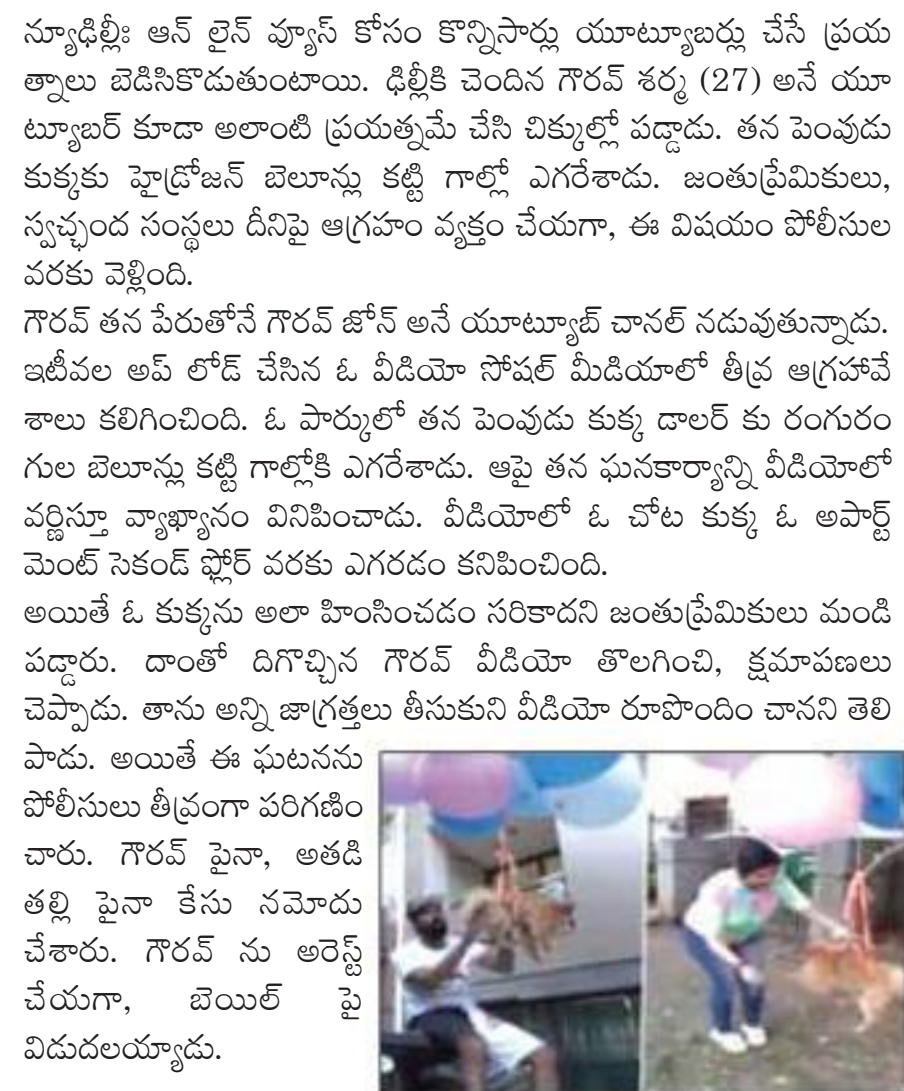 న్యూఢిల్లీః ఆన్ లైన్ వ్యూస్ కోసం కొన్నిసార్లు యూట్యూబర్లు చేసే ప్రయ
త్నాలు బెడిసికొడుతుంటాయి. ఢిల్లీకి చెందిన గౌరవ్ శర్మ (27) అనే యూ
ట్యూబర్ కూడా అలాంటి ప్రయత్నమే చేసి చిక్కుల్లో పడ్డాడు. తన పెంవుడు
కుక్కకు హైడ్రోజన్ బెలూన్లు కట్టి గాల్లో ఎగరేశాడు. జంతుప్రేమికులు,
స్వచ్ఛంద సంస్థలు దీనిపై ఆగ్రహం వ్యక్తం చేయగా, ఈ విషయం పోలీసుల
వరకు వెళ్లింది.
గౌరవ్ తన పేరుతోనే గౌరవ్ జోన్ అనే యూట్యూబ్ చానల్ నడువుతున్నాడు.
ఇటీవల అప్ లోడ్ చేసిన ఓ వీడియో సోషల్ మీడియాలో తీవ్ర ఆగ్రహావే
శాలు కలిగించింది. ఓ పార్కులో తన పెంవుడు కుక్క డాలర్ కు రంగురం
గుల బెలూన్లు కట్టి గాల్లోకి ఎగరేశాడు. ఆపై తన ఘనకార్యాన్ని వీడియోలో
వర్ణిస్తూ వ్యాఖ్యానం వినిపించాడు. వీడియోలో ఓ చోట కుక్క ఓ అపార్ట్
మెంట్ సెకండ్ ఫ్లోర్ వరకు ఎగరడం కనిపించింది.
అయితే ఓ కుక్కను అలా హింసించడం సరికాదని జంతుప్రేమికులు మండి
పడ్డారు. దాంతో దిగొచ్చిన గౌరవ్ వీడియో తొలగించి, క్షమాపణలు
చెప్పాడు. తాను అన్ని జాగ్రత్తలు తీసుకుని వీడియో రూపొందిం చానని తెలి
పాడు. అయితే ఈ ఘటనను
పోలీసులు తీవ్రంగా పరిగణిం
చారు. గౌరవ్ పైనా, అతడి
తల్లి పైనా కేసు నమోదు
చేశారు. గౌరవ్ ను అరెస్ట్
చేయగా, బెయిల్ పై
విడుదలయ్యాడు.